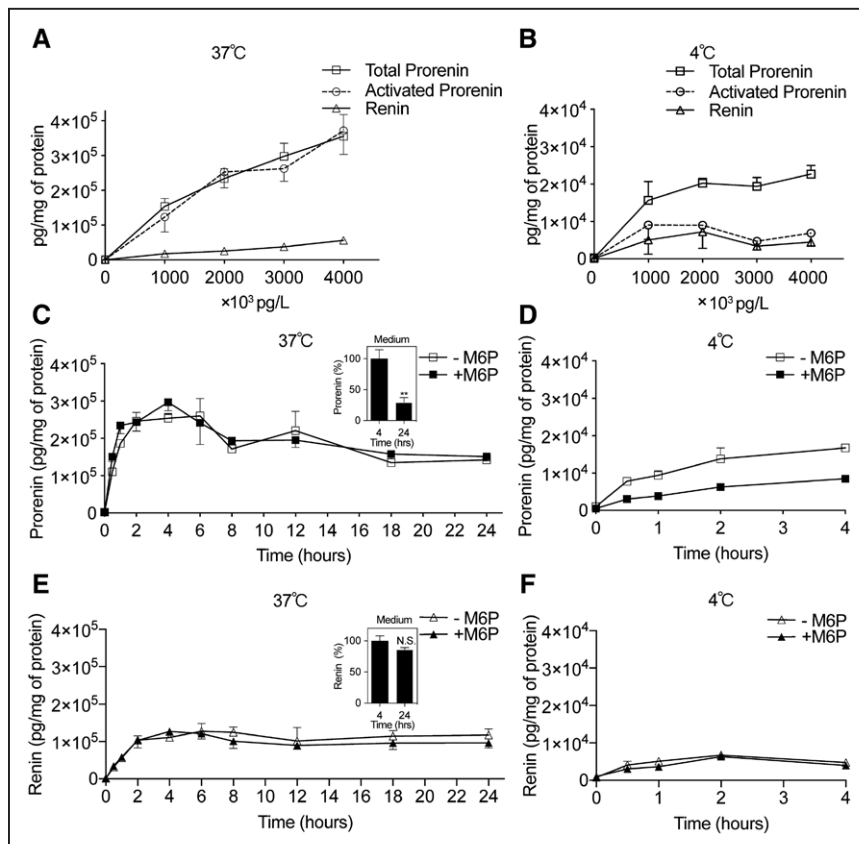 A
37°C
Total Prorenin
Activated Prorenin
Renin
pg/mg of protein
4×10⁵
3×10⁵
2×10⁵
1×10⁵
0
0 1000 2000 3000 4000
×10³ pg/L
B
4°C
Total Prorenin
Activated Prorenin
Renin
pg/mg of protein
4×10⁴
3×10⁴
2×10⁴
1×10⁴
0
0 1000 2000 3000 4000
×10³ pg/L
C
37°C
- M6P
+M6P
Prorenin (pg/mg of protein)
4×10⁵
3×10⁵
2×10⁵
1×10⁵
0
0 2 4 6 8 10 12 14 16 18 20 22 24
Time (hours)
Medium
Prorenin (%)
100
50
0
**
4 24
Time (hrs)
D
4°C
- M6P
+M6P
Prorenin (pg/mg of protein)
4×10⁴
3×10⁴
2×10⁴
1×10⁴
0
0 1 2 3 4
Time (hours)
E
37°C
- M6P
+M6P
Renin (pg/mg of protein)
4×10⁵
3×10⁵
2×10⁵
1×10⁵
0
0 2 4 6 8 10 12 14 16 18 20 22 24
Time (hours)
Medium
Renin (%)
100
50
0
N.S.
4 24
Time (hrs)
F
4°C
- M6P
+M6P
Renin (pg/mg of protein)
4×10⁴
3×10⁴
2×10⁴
1×10⁴
0
0 1 2 3 4
Time (hours)